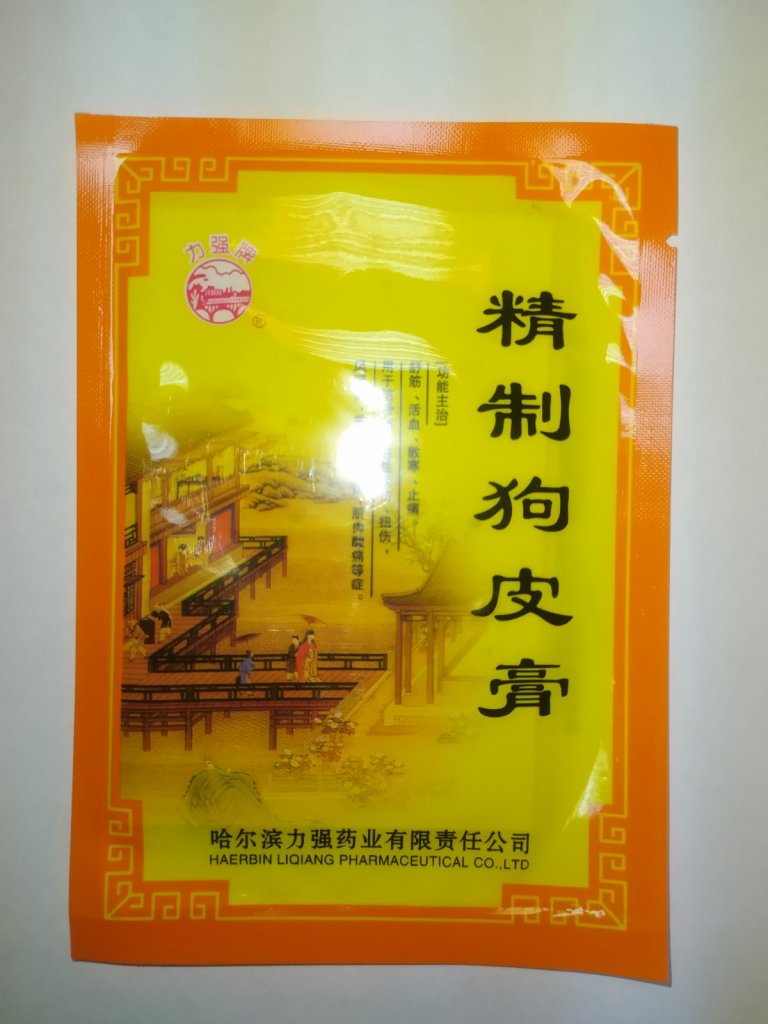 力强牌
®
精制狗皮膏
[功能主治]
舒筋、活血、散寒、止痛。
用于
扭伤，
肌肉酸痛等症。
哈尔滨力强药业有限责任公司
HAERBIN LIQIANG PHARMACEUTICAL CO.,LTD